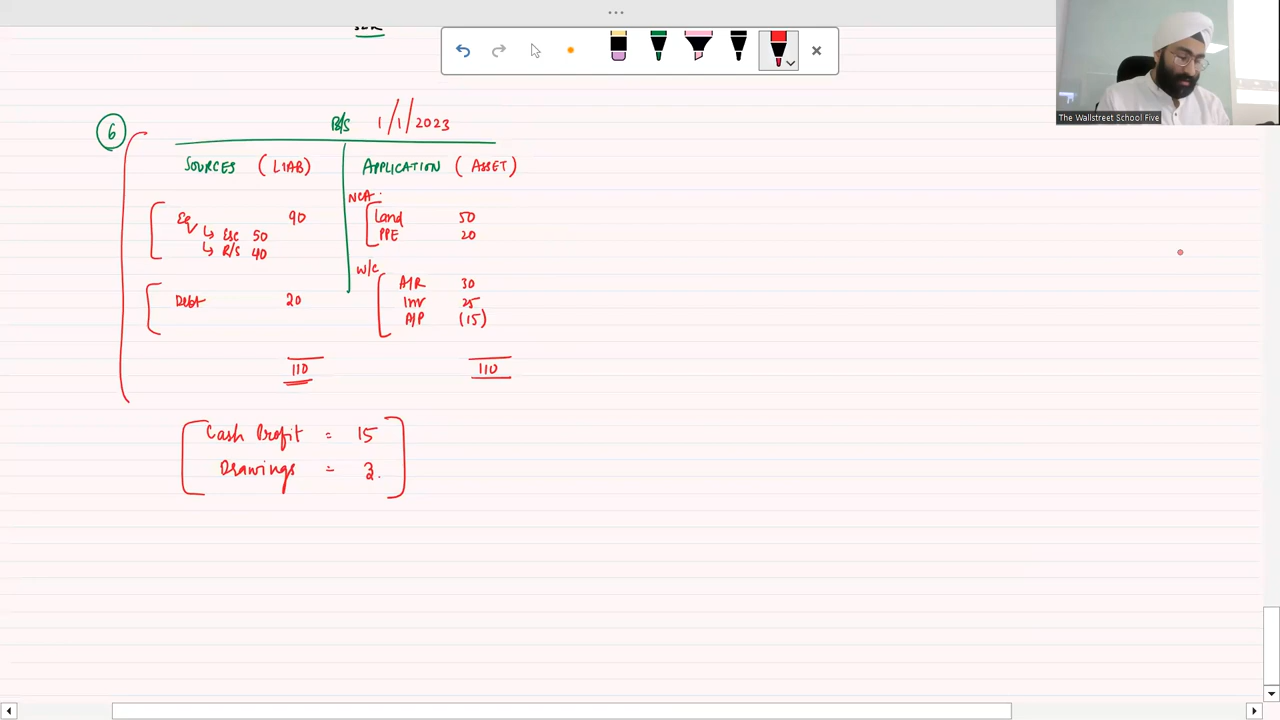 The Wallstreet School Five
6
B/S 1/1/2023
SOURCES (LIAB) APPLICATION (ASSET)
NCA:
Eq 90 Land 50
↳ Esc 50 PPE 20
↳ R/S 40
W/C
A/R 30
Debt 20 Inv 25
A/P (15)
110 110
Cash Profit = 15
Drawings = 3.